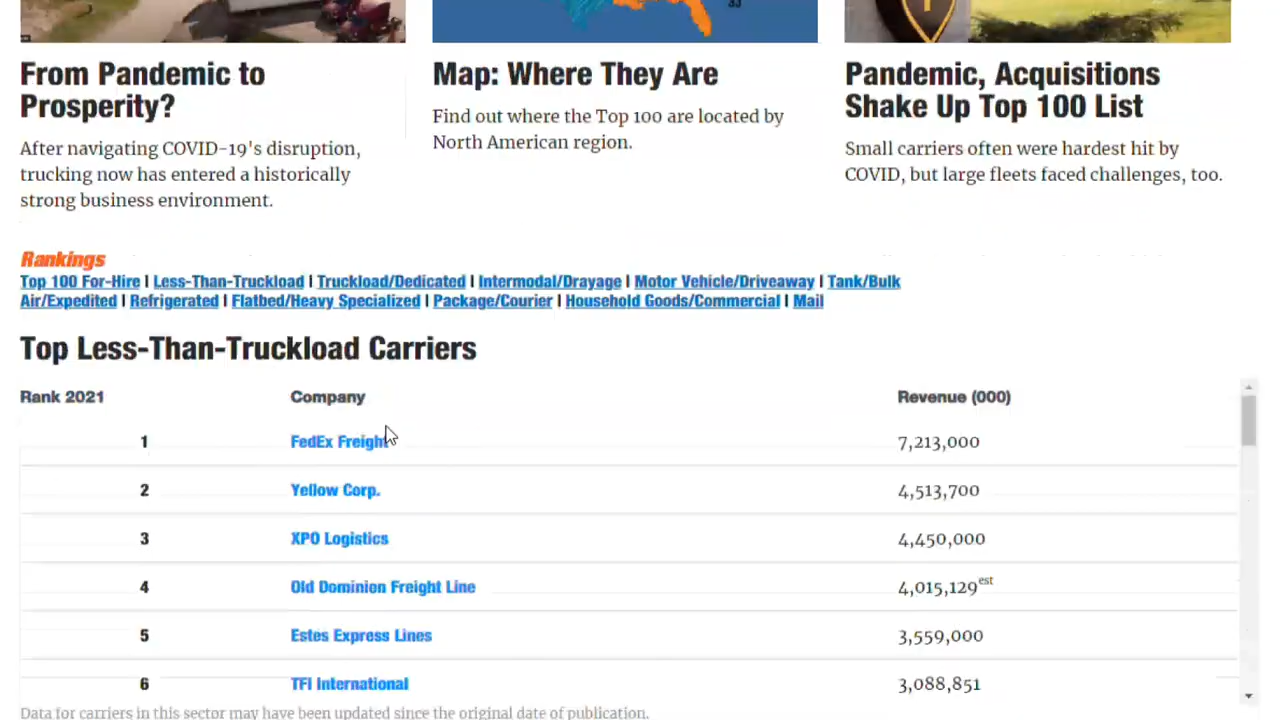 33
From Pandemic to
Prosperity?
After navigating COVID-19's disruption,
trucking now has entered a historically
strong business environment.
Map: Where They Are
Find out where the Top 100 are located by
North American region.
Pandemic, Acquisitions
Shake Up Top 100 List
Small carriers often were hardest hit by
COVID, but large fleets faced challenges, too.
Rankings
Top 100 For-Hire | Less-Than-Truckload | Truckload/Dedicated | Intermodal/Drayage | Motor Vehicle/Driveaway | Tank/Bulk
Air/Expedited | Refrigerated | Flatbed/Heavy Specialized | Package/Courier | Household Goods/Commercial | Mail
Top Less-Than-Truckload Carriers
Rank 2021 Company Revenue (000)
1 FedEx Freight 7,213,000
2 Yellow Corp. 4,513,700
3 XPO Logistics 4,450,000
4 Old Dominion Freight Line 4,015,129est
5 Estes Express Lines 3,559,000
6 TFI International 3,088,851
Data for carriers in this sector may have been updated since the original date of publication.